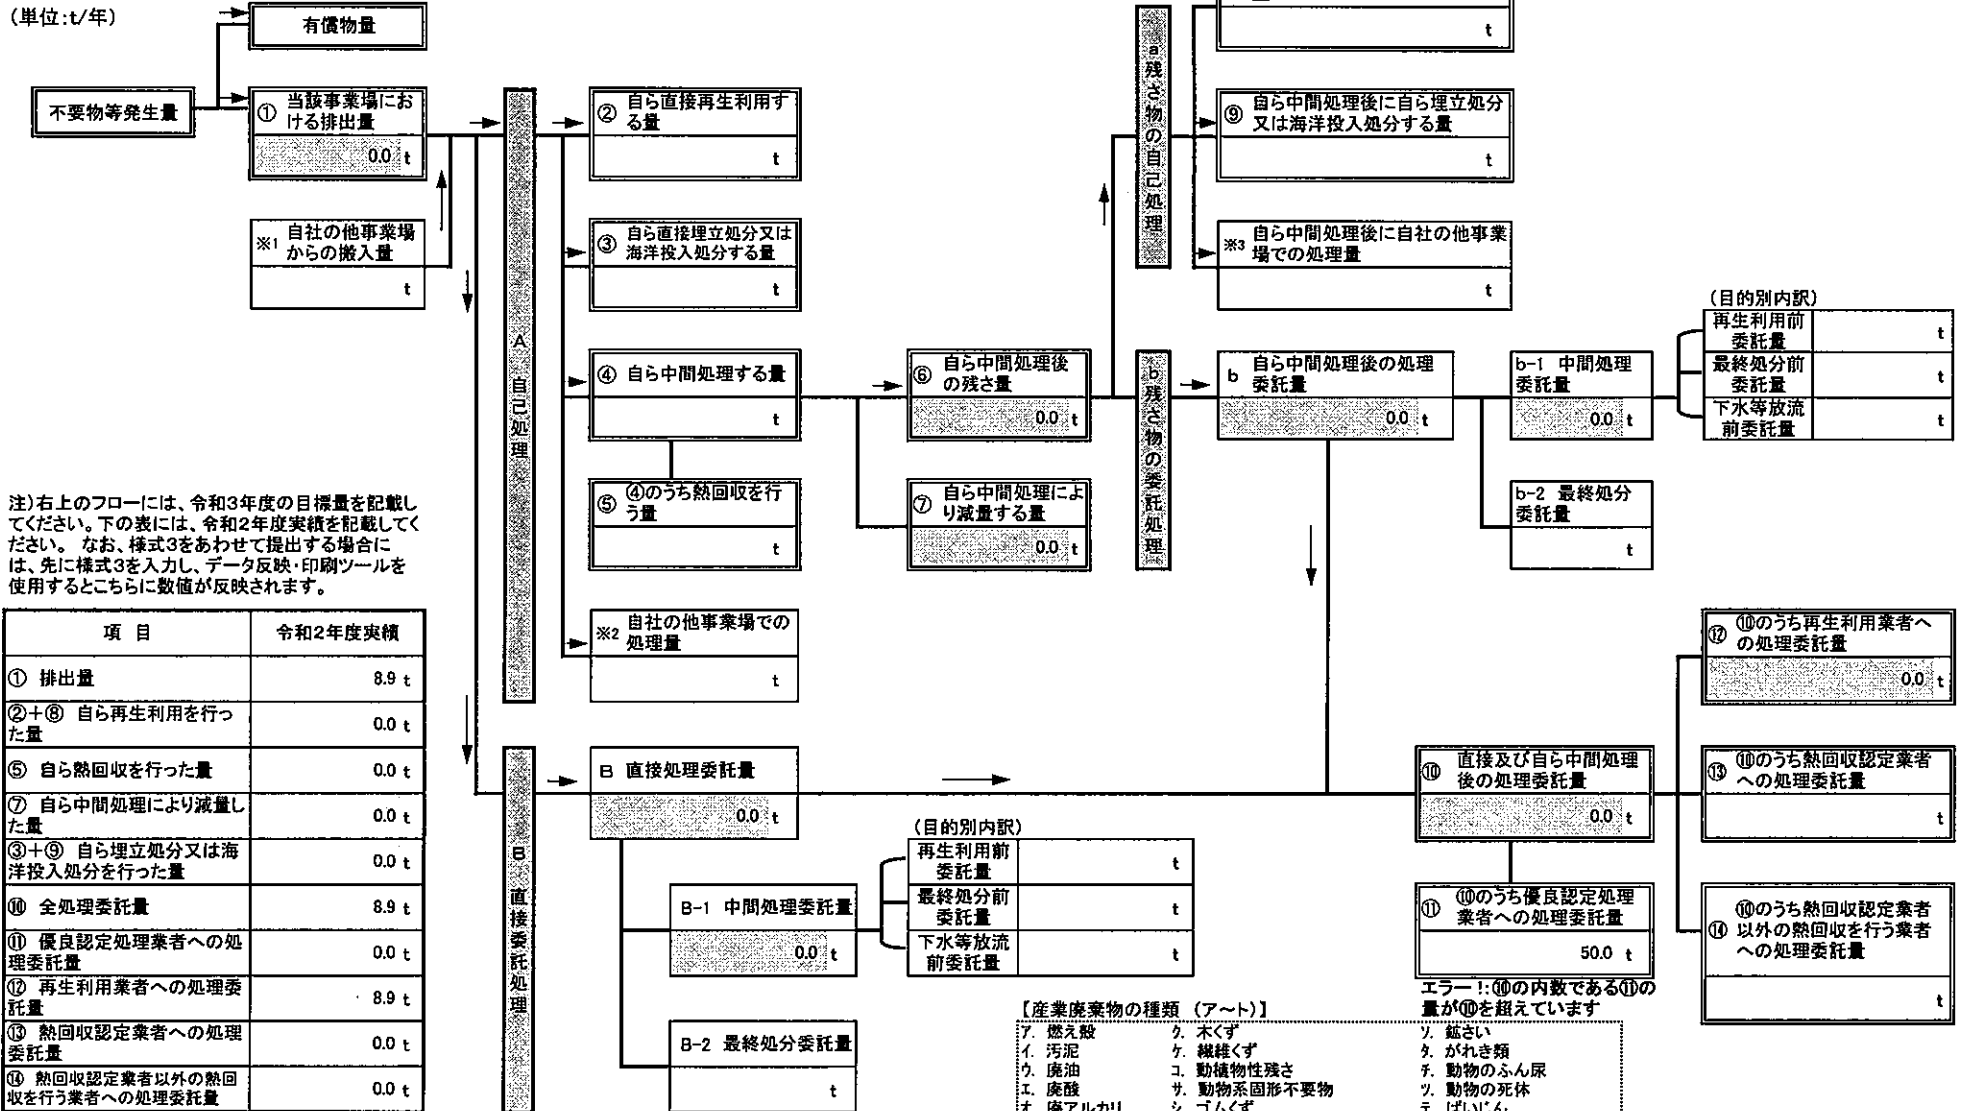 (単位:t/年)
有償物量
不要物等発生量
① 当該事業場にお
ける排出量
0.0 t
※1 自社の他事業場
からの搬入量
t
A 自己処理
② 自ら直接再生利用す
る量
t
③ 自ら直接埋立処分又は
海洋投入処分する量
t
④ 自ら中間処理する量
t
⑤ ④のうち熱回収を行
う量
t
※2 自社の他事業場での
処理量
t
⑥ 自ら中間処理後
の残さ量
0.0 t
⑦ 自ら中間処理によ
り減量する量
0.0 t
a 残さ物の自己処理
t
⑨ 自ら中間処理後に自ら埋立処分
又は海洋投入処分する量
t
※3 自ら中間処理後に自社の他事業
場での処理量
t
b 残さ物の委託処理
b 自ら中間処理後の処理
委託量
0.0 t
b-1 中間処理
委託量
0.0 t
(目的別内訳)
再生利用前
委託量 t
最終処分前
委託量 t
下水等放流
前委託量 t
b-2 最終処分
委託量
t
注)右上のフローには、令和3年度の目標量を記載し
てください。下の表には、令和2年度実績を記載してく
ださい。 なお、様式3をあわせて提出する場合に
は、先に様式3を入力し、データ反映・印刷ツールを
使用するとこちらに数値が反映されます。
項 目 令和2年度実績
① 排出量 8.9 t
②+⑧ 自ら再生利用を行っ
た量 0.0 t
⑤ 自ら熱回収を行った量 0.0 t
⑦ 自ら中間処理により減量し
た量 0.0 t
③+⑨ 自ら埋立処分又は海
洋投入処分を行った量 0.0 t
⑩ 全処理委託量 8.9 t
⑪ 優良認定処理業者への処
理委託量 0.0 t
⑫ 再生利用業者への処理委
託量 8.9 t
⑬ 熱回収認定業者への処理
委託量 0.0 t
⑭ 熱回収認定業者以外の熱回
収を行う業者への処理委託量 0.0 t
B 直接委託処理
B 直接処理委託量
0.0 t
B-1 中間処理委託量
0.0 t
(目的別内訳)
再生利用前
委託量 t
最終処分前
委託量 t
下水等放流
前委託量 t
B-2 最終処分委託量
t
⑩ 直接及び自ら中間処理
後の処理委託量
0.0 t
⑪ ⑩のうち優良認定処理
業者への処理委託量
50.0 t
エラー!:⑩の内数である⑪の
量が⑩を超えています
⑫ ⑩のうち再生利用業者へ
の処理委託量
0.0 t
⑬ ⑩のうち熱回収認定業者
への処理委託量
t
⑭ ⑩のうち熱回収認定業者
以外の熱回収を行う業者
への処理委託量
t
【産業廃棄物の種類 (ア~ト)】
ア. 燃え殻 ク. 木くず ソ. 鉱さい
イ. 汚泥 ケ. 繊維くず タ. がれき類
ウ. 廃油 コ. 動植物性残さ チ. 動物のふん尿
エ. 廃酸 サ. 動物系固形不要物 ツ. 動物の死体
オ. 廃アルカリ シ. ゴムくず テ. ばいじん